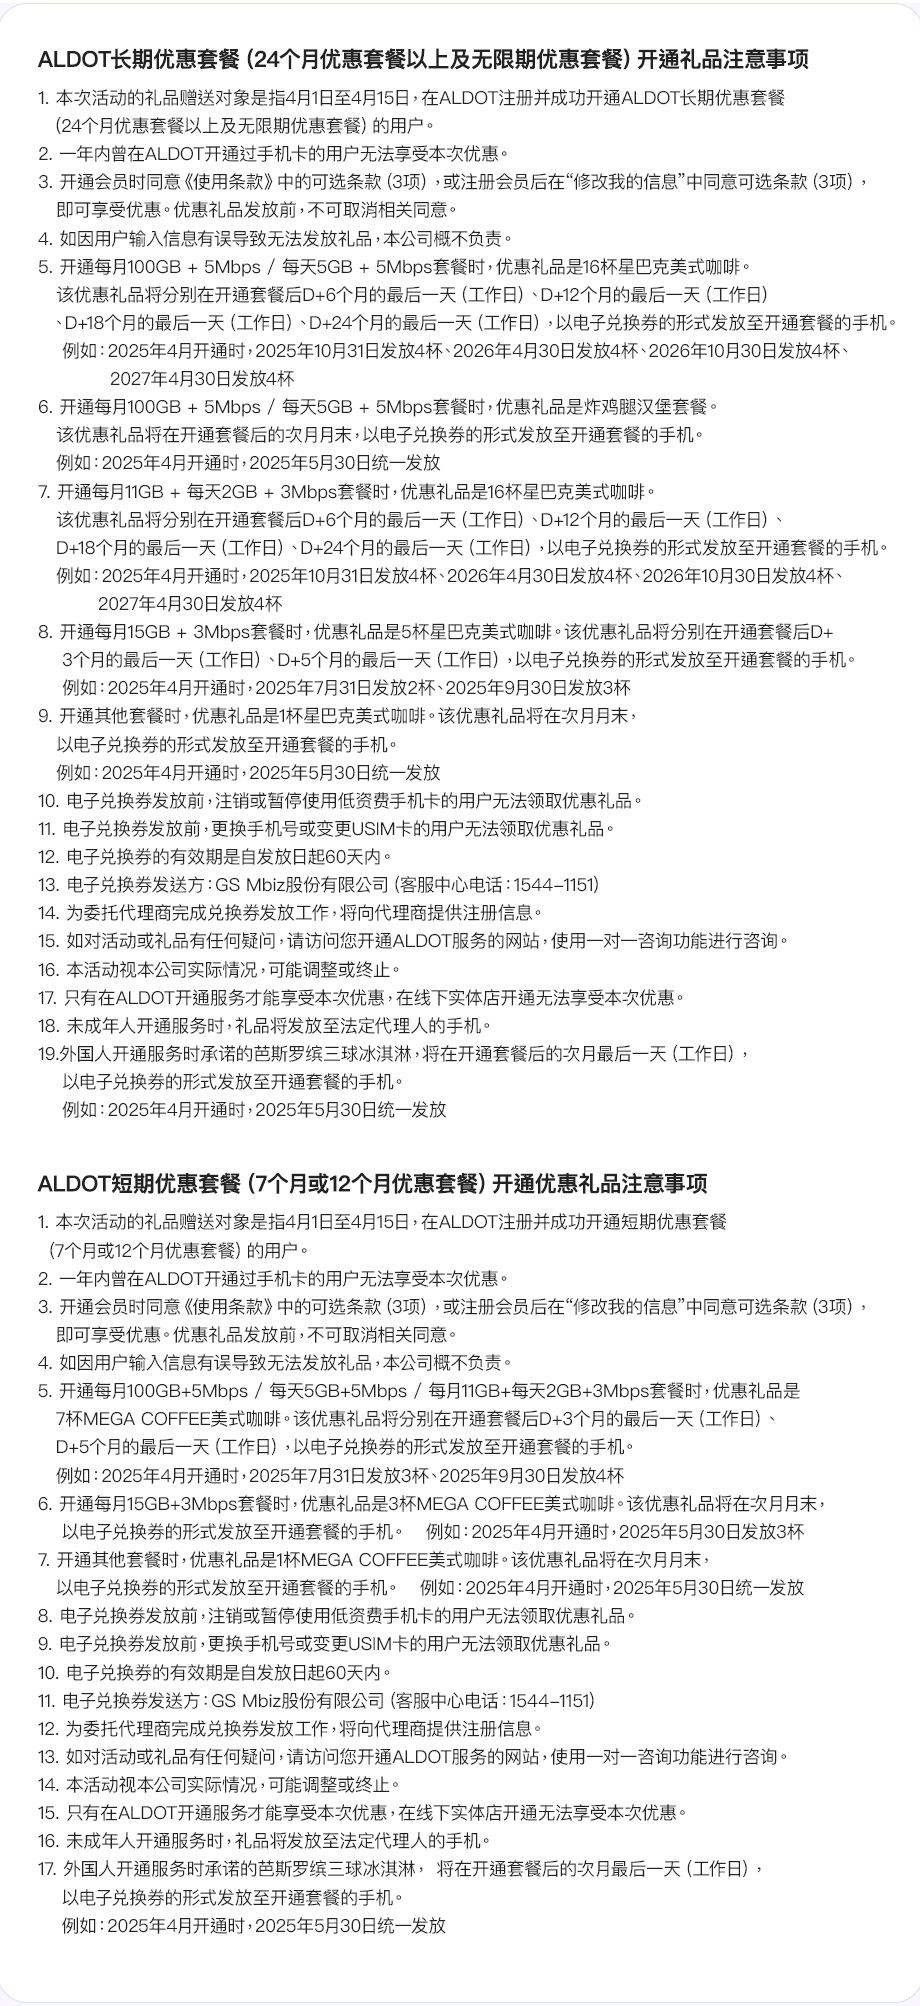 ALDOT长期优惠套餐 (24个月优惠套餐以上及无限期优惠套餐) 开通礼品注意事项
1. 本次活动的礼品赠送对象是指4月1日至4月15日，在ALDOT注册并成功开通ALDOT长期优惠套餐
(24个月优惠套餐以上及无限期优惠套餐) 的用户。
2. 一年内曾在ALDOT开通过手机卡的用户无法享受本次优惠。
3. 开通会员时同意《使用条款》中的可选条款 (3项) ，或注册会员后在“修改我的信息”中同意可选条款 (3项) ，
即可享受优惠。优惠礼品发放前，不可取消相关同意。
4. 如因用户输入信息有误导致无法发放礼品，本公司概不负责。
5. 开通每月100GB + 5Mbps / 每天5GB + 5Mbps套餐时，优惠礼品是16杯星巴克美式咖啡。
该优惠礼品将分别在开通套餐后D+6个月的最后一天 (工作日) 、D+12个月的最后一天 (工作日)
、D+18个月的最后一天 (工作日) 、D+24个月的最后一天 (工作日) ，以电子兑换券的形式发放至开通套餐的手机。
例如：2025年4月开通时，2025年10月31日发放4杯、2026年4月30日发放4杯、2026年10月30日发放4杯、
2027年4月30日发放4杯
6. 开通每月100GB + 5Mbps / 每天5GB + 5Mbps套餐时，优惠礼品是炸鸡腿汉堡套餐。
该优惠礼品将在开通套餐后的次月月末，以电子兑换券的形式发放至开通套餐的手机。
例如：2025年4月开通时，2025年5月30日统一发放
7. 开通每月11GB + 每天2GB + 3Mbps套餐时，优惠礼品是16杯星巴克美式咖啡。
该优惠礼品将分别在开通套餐后D+6个月的最后一天 (工作日) 、D+12个月的最后一天 (工作日) 、
D+18个月的最后一天 (工作日) 、D+24个月的最后一天 (工作日) ，以电子兑换券的形式发放至开通套餐的手机。
例如：2025年4月开通时，2025年10月31日发放4杯、2026年4月30日发放4杯、2026年10月30日发放4杯、
2027年4月30日发放4杯
8. 开通每月15GB + 3Mbps套餐时，优惠礼品是5杯星巴克美式咖啡。该优惠礼品将分别在开通套餐后D+
3个月的最后一天 (工作日) 、D+5个月的最后一天 (工作日) ，以电子兑换券的形式发放至开通套餐的手机。
例如：2025年4月开通时，2025年7月31日发放2杯、2025年9月30日发放3杯
9. 开通其他套餐时，优惠礼品是1杯星巴克美式咖啡。该优惠礼品将在次月月末，
以电子兑换券的形式发放至开通套餐的手机。
例如：2025年4月开通时，2025年5月30日统一发放
10. 电子兑换券发放前，注销或暂停使用低资费手机卡的用户无法领取优惠礼品。
11. 电子兑换券发放前，更换手机号或变更USIM卡的用户无法领取优惠礼品。
12. 电子兑换券的有效期是自发放日起60天内。
13. 电子兑换券发送方：GS Mbiz股份有限公司 (客服中心电话：1544-1151)
14. 为委托代理商完成兑换券发放工作，将向代理商提供注册信息。
15. 如对活动或礼品有任何疑问，请访问您开通ALDOT服务的网站，使用一对一咨询功能进行咨询。
16. 本活动视本公司实际情况，可能调整或终止。
17. 只有在ALDOT开通服务才能享受本次优惠，在线下实体店开通无法享受本次优惠。
18. 未成年人开通服务时，礼品将发放至法定代理人的手机。
19.外国人开通服务时承诺的芭斯罗缤三球冰淇淋，将在开通套餐后的次月最后一天 (工作日) ，
以电子兑换券的形式发放至开通套餐的手机。
例如：2025年4月开通时，2025年5月30日统一发放
ALDOT短期优惠套餐 (7个月或12个月优惠套餐) 开通优惠礼品注意事项
1. 本次活动的礼品赠送对象是指4月1日至4月15日，在ALDOT注册并成功开通短期优惠套餐
(7个月或12个月优惠套餐) 的用户。
2. 一年内曾在ALDOT开通过手机卡的用户无法享受本次优惠。
3. 开通会员时同意《使用条款》中的可选条款 (3项) ，或注册会员后在“修改我的信息”中同意可选条款 (3项) ，
即可享受优惠。优惠礼品发放前，不可取消相关同意。
4. 如因用户输入信息有误导致无法发放礼品，本公司概不负责。
5. 开通每月100GB+5Mbps / 每天5GB+5Mbps / 每月11GB+每天2GB+3Mbps套餐时，优惠礼品是
7杯MEGA COFFEE美式咖啡。该优惠礼品将分别在开通套餐后D+3个月的最后一天 (工作日) 、
D+5个月的最后一天 (工作日) ，以电子兑换券的形式发放至开通套餐的手机。
例如：2025年4月开通时，2025年7月31日发放3杯、2025年9月30日发放4杯
6. 开通每月15GB+3Mbps套餐时，优惠礼品是3杯MEGA COFFEE美式咖啡。该优惠礼品将在次月月末，
以电子兑换券的形式发放至开通套餐的手机。 例如：2025年4月开通时，2025年5月30日发放3杯
7. 开通其他套餐时，优惠礼品是1杯MEGA COFFEE美式咖啡。该优惠礼品将在次月月末，
以电子兑换券的形式发放至开通套餐的手机。 例如：2025年4月开通时，2025年5月30日统一发放
8. 电子兑换券发放前，注销或暂停使用低资费手机卡的用户无法领取优惠礼品。
9. 电子兑换券发放前，更换手机号或变更USIM卡的用户无法领取优惠礼品。
10. 电子兑换券的有效期是自发放日起60天内。
11. 电子兑换券发送方：GS Mbiz股份有限公司 (客服中心电话：1544-1151)
12. 为委托代理商完成兑换券发放工作，将向代理商提供注册信息。
13. 如对活动或礼品有任何疑问，请访问您开通ALDOT服务的网站，使用一对一咨询功能进行咨询。
14. 本活动视本公司实际情况，可能调整或终止。
15. 只有在ALDOT开通服务才能享受本次优惠，在线下实体店开通无法享受本次优惠。
16. 未成年人开通服务时，礼品将发放至法定代理人的手机。
17. 外国人开通服务时承诺的芭斯罗缤三球冰淇淋， 将在开通套餐后的次月最后一天 (工作日) ，
以电子兑换券的形式发放至开通套餐的手机。
例如：2025年4月开通时，2025年5月30日统一发放